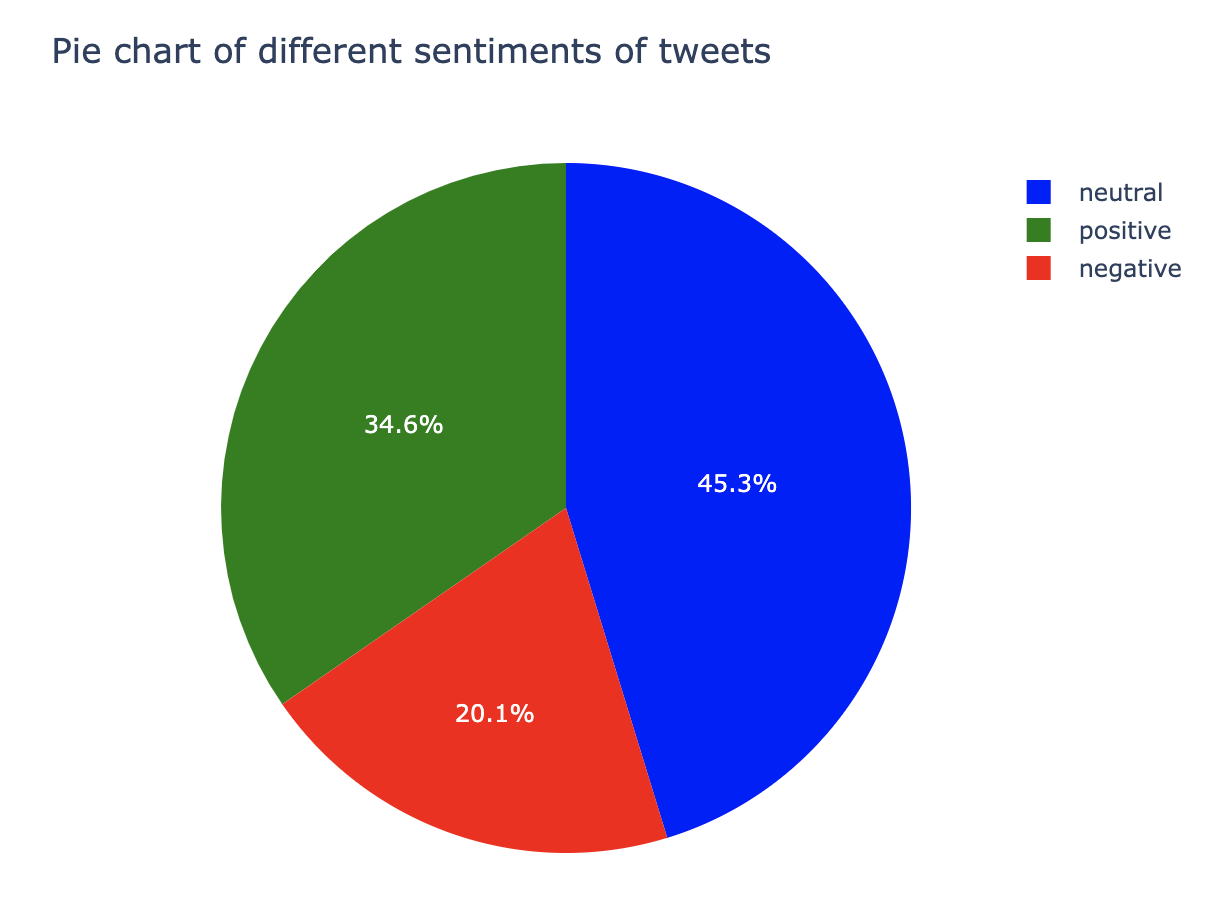 Pie chart of different sentiments of tweets
neutral
positive
negative
34.6%
45.3%
20.1%